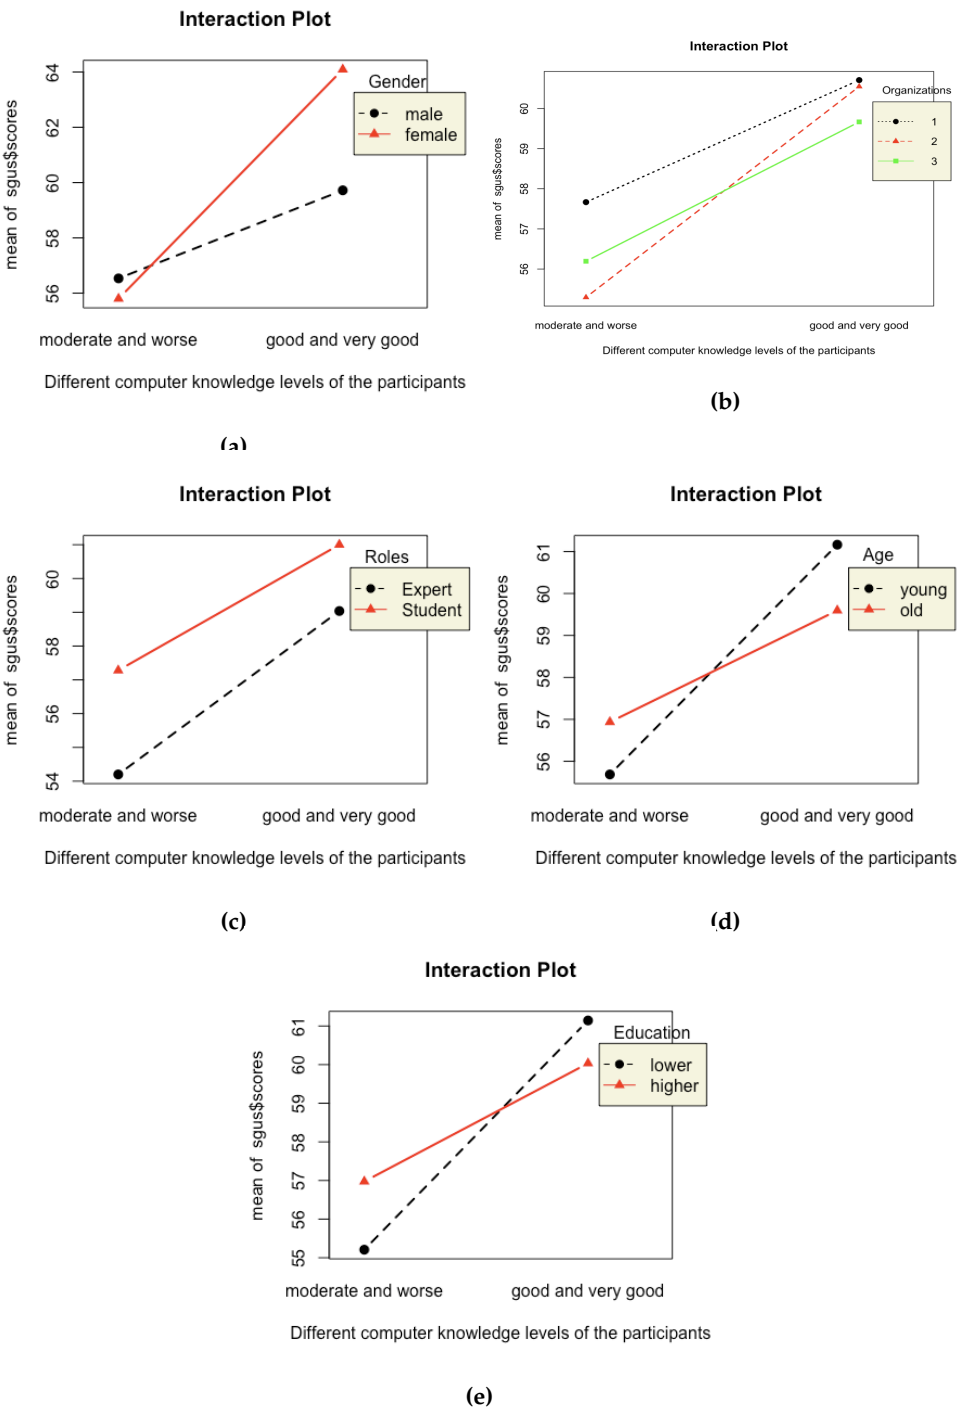 Interaction Plot
mean of sgus$scores
56
58
60
62
64
Gender
male
female
moderate and worse
good and very good
Different computer knowledge levels of the participants
(a)
Interaction Plot
mean of sgus$scores
56
57
58
59
60
Organizations
1
2
3
moderate and worse
good and very good
Different computer knowledge levels of the participants
(b)
Interaction Plot
mean of sgus$scores
54
56
58
60
Roles
Expert
Student
moderate and worse
good and very good
Different computer knowledge levels of the participants
(c)
Interaction Plot
mean of sgus$scores
56
57
58
59
60
61
Age
young
old
moderate and worse
good and very good
Different computer knowledge levels of the participants
(d)
Interaction Plot
mean of sgus$scores
55
56
57
58
59
60
61
Education
lower
higher
moderate and worse
good and very good
Different computer knowledge levels of the participants
(e)